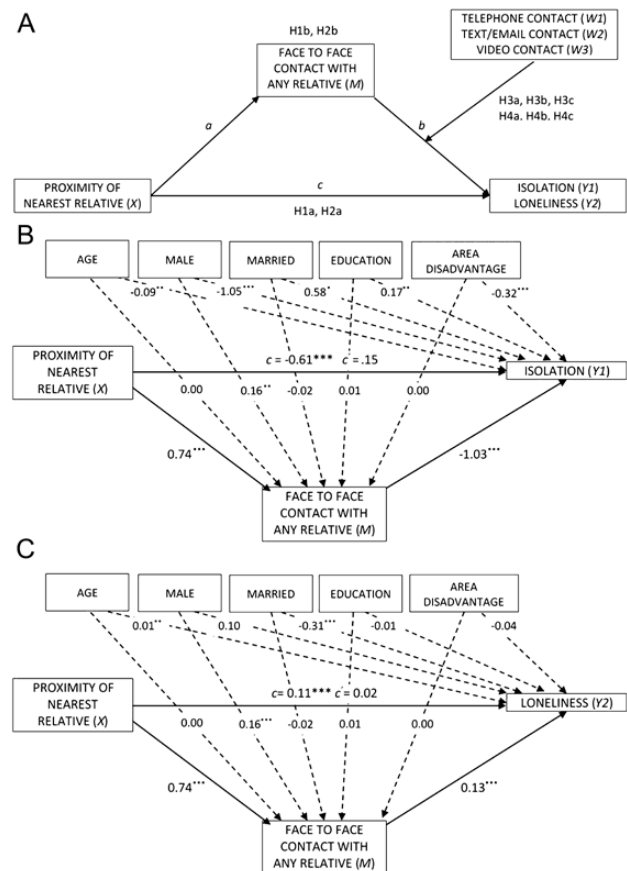 A
H1b, H2b
FACE TO FACE
CONTACT WITH
ANY RELATIVE (M)
TELEPHONE CONTACT (W1)
TEXT/EMAIL CONTACT (W2)
VIDEO CONTACT (W3)
H3a, H3b, H3c
H4a. H4b. H4c
a
b
c
PROXIMITY OF
NEAREST RELATIVE (X)
H1a, H2a
ISOLATION (Y1)
LONELINESS (Y2)
B
AGE
MALE
MARRIED
EDUCATION
AREA
DISADVANTAGE
-0.09**
-1.05***
0.58*
0.17**
-0.32***
PROXIMITY OF
NEAREST
RELATIVE (X)
c = -0.61*** c = .15
ISOLATION (Y1)
0.00
0.16**
-0.02
0.01
0.00
0.74***
-1.03***
FACE TO FACE
CONTACT WITH
ANY RELATIVE (M)
C
AGE
MALE
MARRIED
EDUCATION
AREA
DISADVANTAGE
0.01**
0.10
-0.31***
-0.01
-0.04
PROXIMITY OF
NEAREST
RELATIVE (X)
c= 0.11*** c = 0.02
LONELINESS (Y2)
0.00
0.16***
-0.02
0.01
0.00
0.74***
0.13***
FACE TO FACE
CONTACT WITH
ANY RELATIVE (M)